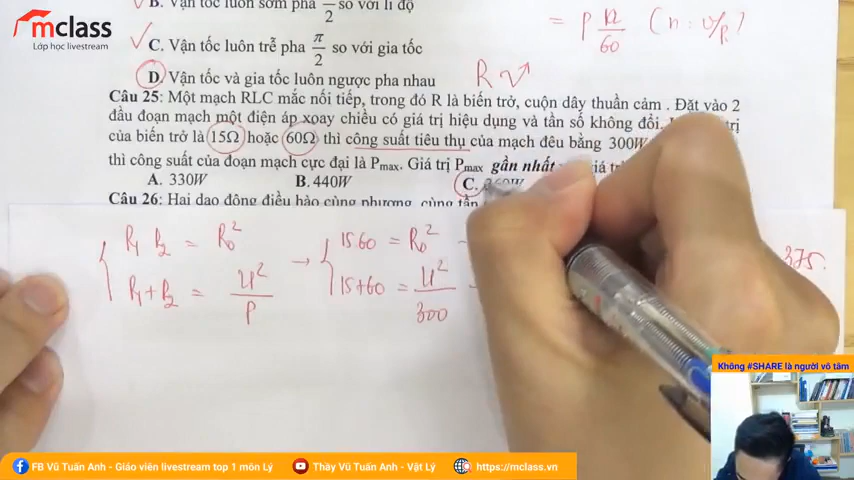 B. Vận tốc luôn sớm pha π/2 so với li độ
= p n/60 (n: v/p)
mclass
Lớp học livestream
C. Vận tốc luôn trễ pha π/2 so với gia tốc
D. Vận tốc và gia tốc luôn ngược pha nhau
R
Câu 25: Một mạch RLC mắc nối tiếp, trong đó R là biến trở, cuộn dây thuần cảm . Đặt vào 2
đầu đoạn mạch một điện áp xoay chiều có giá trị hiệu dụng và tần số không đổi.
của biến trở là 15Ω hoặc 60Ω thì công suất tiêu thụ của mạch đều bằng 300W
thì công suất của đoạn mạch cực đại là Pmax. Giá trị Pmax gần nhất
A. 330W B. 440W C.
Câu 26: Hai dao động điều hòa cùng phương, cùng tần
R1 R2 = R0² → 15 60 = R0²
R1+R2 = U²/P 15+60 = U²/300
375.
Không #SHARE là người vô tâm
FB Vũ Tuấn Anh - Giáo viên livestream top 1 môn Lý
Thầy Vũ Tuấn Anh - Vật Lý
https://mclass.vn